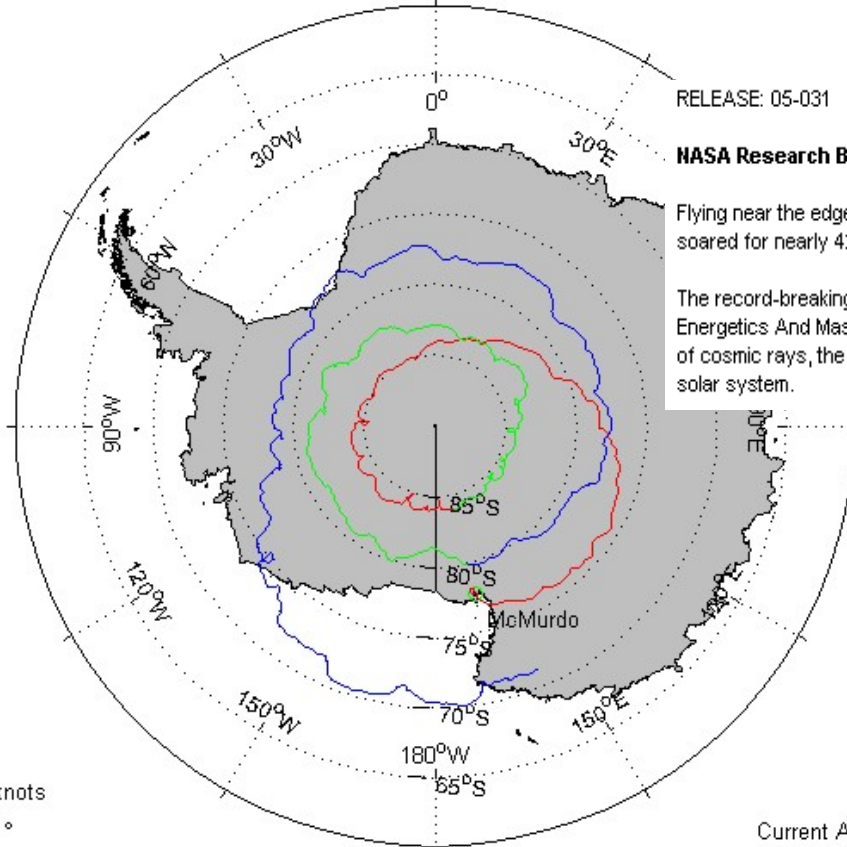 RELEASE: 05-031
0°
30°W
30°E
NASA Research B
Flying near the edge
soared for nearly 4
60°W
The record-breaking
Energetics And Mas
of cosmic rays, the
solar system.
90°W
0°E
85°S
80°S
120°W
McMurdo
75°S
70°S
150°W
150°E
180°W
65°S
knots
°
Current A